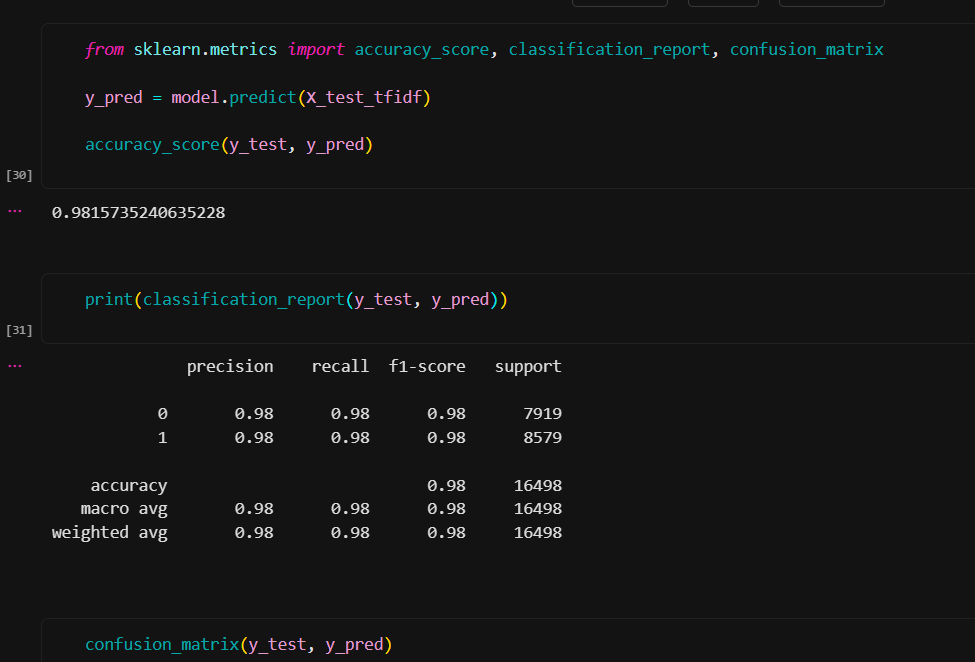 from sklearn.metrics import accuracy_score, classification_report, confusion_matrix
y_pred = model.predict(X_test_tfidf)
accuracy_score(y_test, y_pred)
[30]
... 0.9815735240635228
print(classification_report(y_test, y_pred))
[31]
... precision recall f1-score support
0 0.98 0.98 0.98 7919
1 0.98 0.98 0.98 8579
accuracy 0.98 16498
macro avg 0.98 0.98 0.98 16498
weighted avg 0.98 0.98 0.98 16498
confusion_matrix(y_test, y_pred)